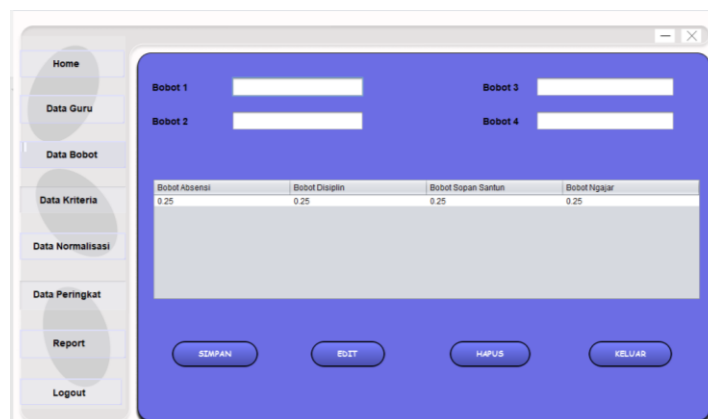 Home
Data Guru
Data Bobot
Data Kriteria
Data Normalisasi
Data Peringkat
Report
Logout
Bobot 1
Bobot 3
Bobot 2
Bobot 4
Bobot Absensi Bobot Disiplin Bobot Sopan Santun Bobot Ngajar
0.25 0.25 0.25 0.25
SIMPAN EDIT HAPUS KELUAR